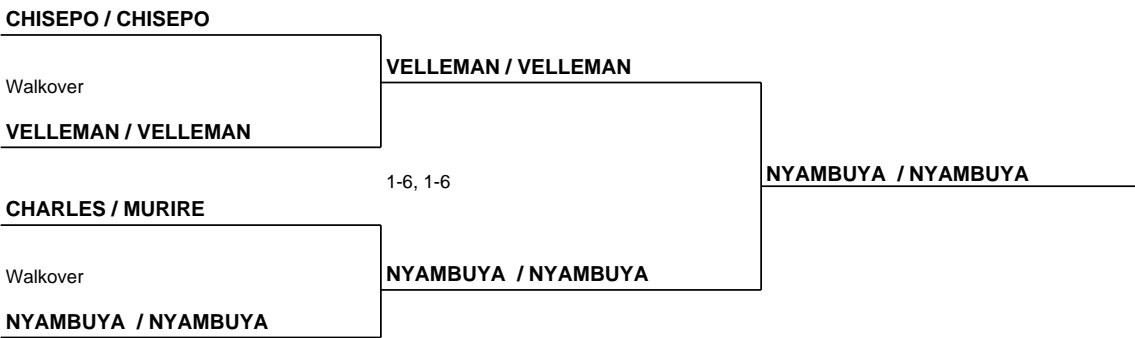 CHISEPO / CHISEPO
Walkover
VELLEMAN / VELLEMAN
CHARLES / MURIRE
Walkover
NYAMBUYA  / NYAMBUYA
VELLEMAN / VELLEMAN
1-6, 1-6
NYAMBUYA  / NYAMBUYA
NYAMBUYA  / NYAMBUYA